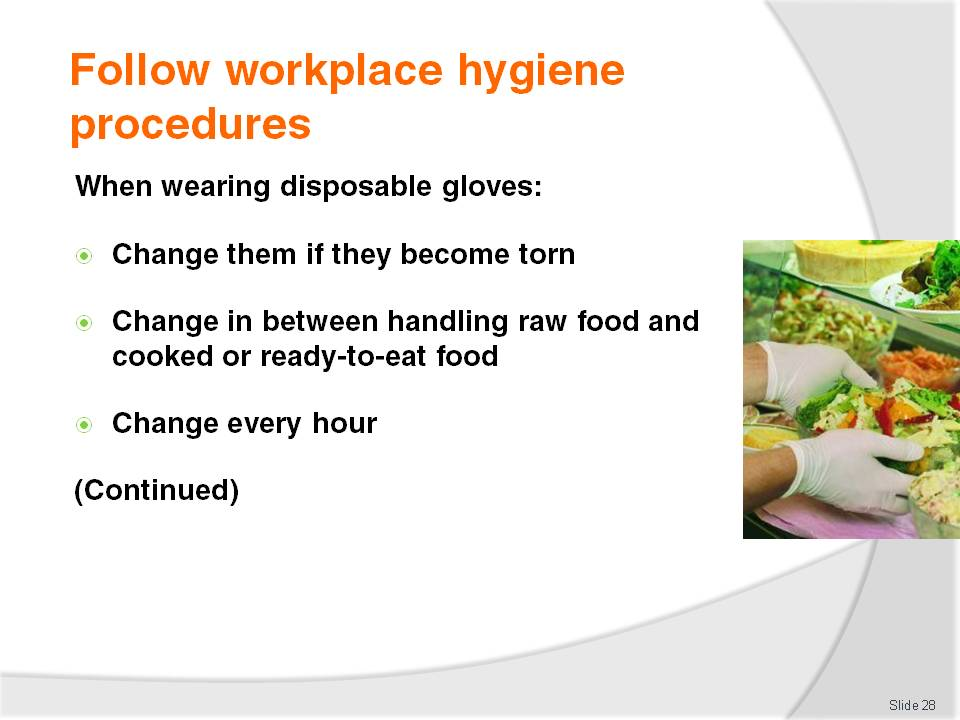 Follow workplace hygiene
procedures
When wearing disposable gloves:
Change them if they become torn
Change in between handling raw food and
cooked or ready-to-eat food
Change every hour
(Continued)
Slide 28